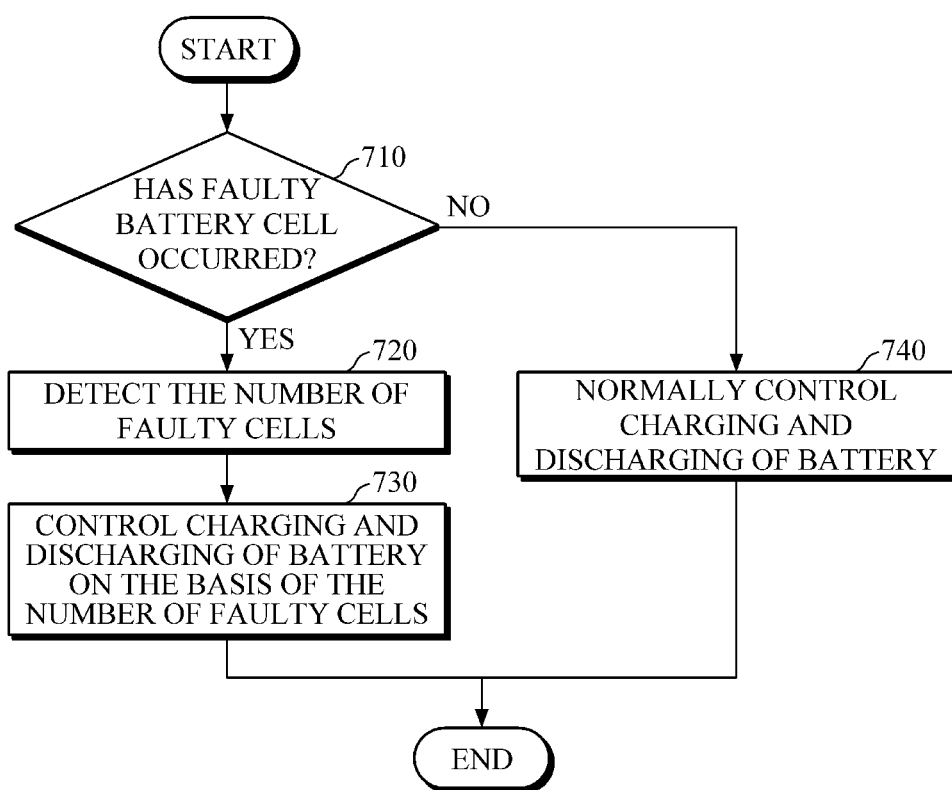 START
710
HAS FAULTY
BATTERY CELL
OCCURRED?
NO
YES
720
DETECT THE NUMBER OF
FAULTY CELLS
740
NORMALLY CONTROL
CHARGING AND
DISCHARGING OF BATTERY
730
CONTROL CHARGING AND
DISCHARGING OF BATTERY
ON THE BASIS OF THE
NUMBER OF FAULTY CELLS
END